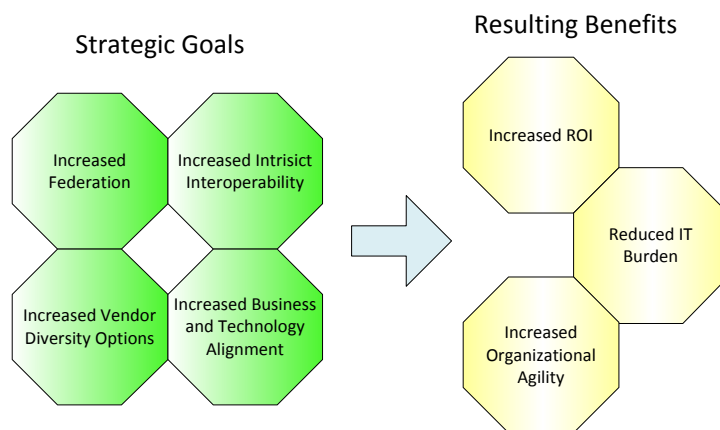 Strategic Goals
Increased
Federation
Increased Intrisict
Interoperability
Increased Vendor
Diversity Options
Increased Business
and Technology
Alignment
Resulting Benefits
Increased ROI
Reduced IT
Burden
Increased
Organizational
Agility